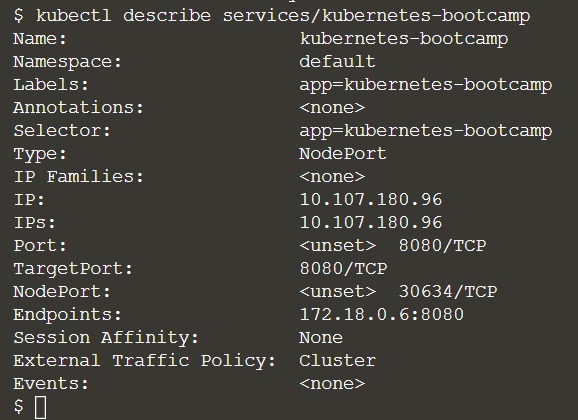 $ kubectl describe services/kubernetes-bootcamp
Name: kubernetes-bootcamp
Namespace: default
Labels: app=kubernetes-bootcamp
Annotations: <none>
Selector: app=kubernetes-bootcamp
Type: NodePort
IP Families: <none>
IP: 10.107.180.96
IPs: 10.107.180.96
Port: <unset> 8080/TCP
TargetPort: 8080/TCP
NodePort: <unset> 30634/TCP
Endpoints: 172.18.0.6:8080
Session Affinity: None
External Traffic Policy: Cluster
Events: <none>
$